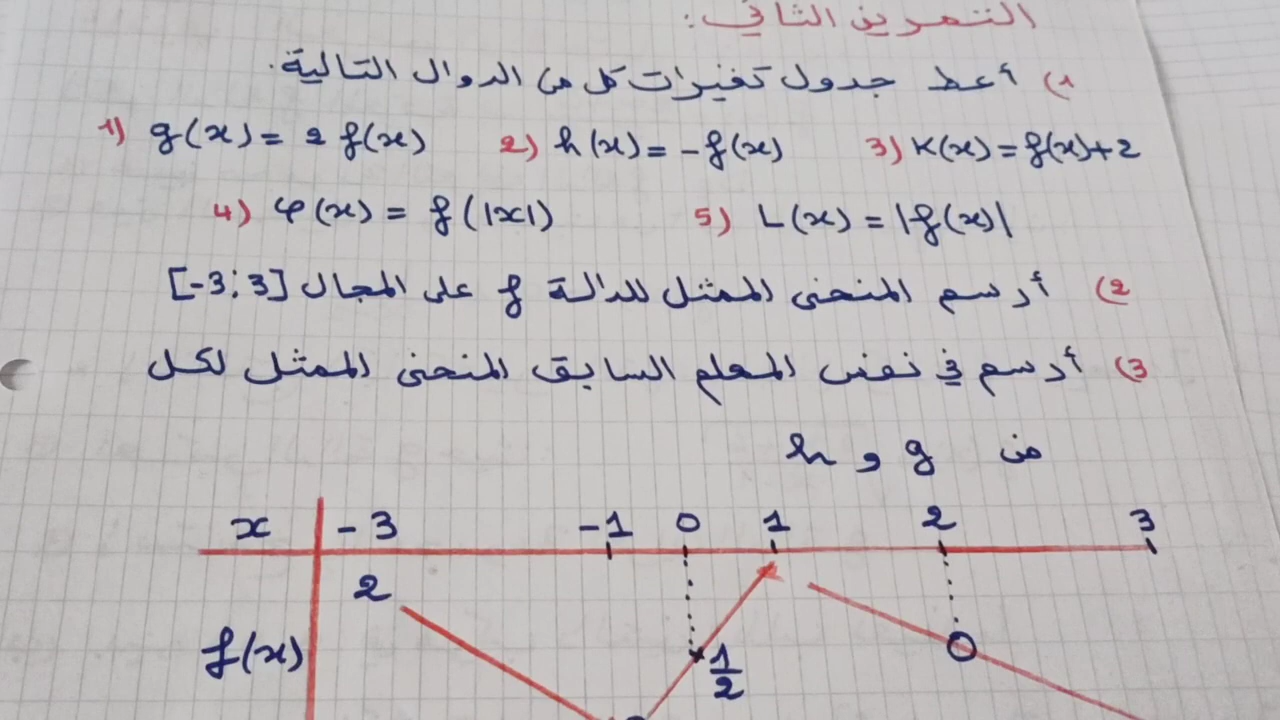 التمرين الثاني:
1) أعط جدول تغيرات كل من الدوال التالية.
1) g(x) = 2 f(x) 2) h(x) = -f(x) 3) K(x) = f(x)+2
4) φ(x) = f(|x|) 5) L(x) = |f(x)|
2) أرسم المنحنى الممثل للدالة f على المجال [-3;3]
3) أرسم في نفس المعلم السابق المنحنى الممثل لكل
من g و h
x -3 -1 0 1 2 3
2
f(x) 1/2 0